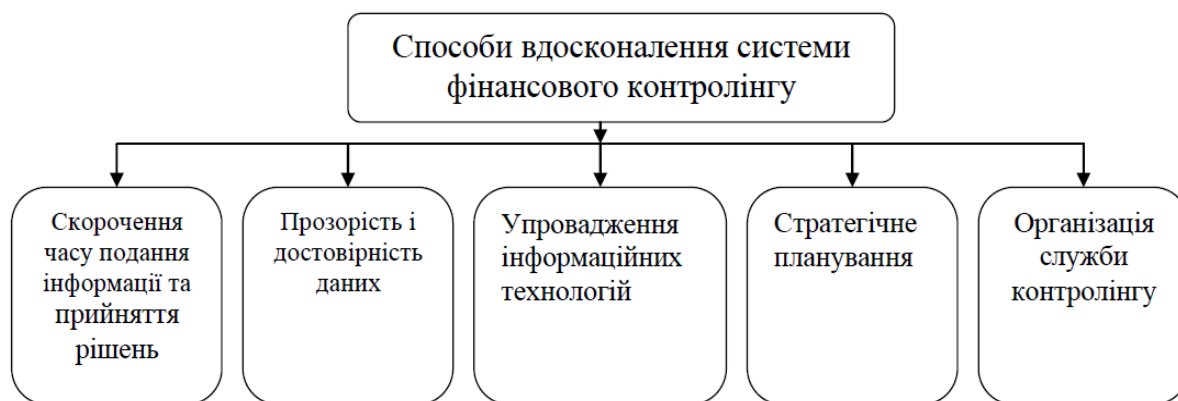 Способи вдосконалення системи
фінансового контролінгу
Скорочення
часу подання
інформації та
прийняття
рішень
Прозорість і
достовірність
даних
Упровадження
інформаційних
технологій
Стратегічне
планування
Організація
служби
контролінгу